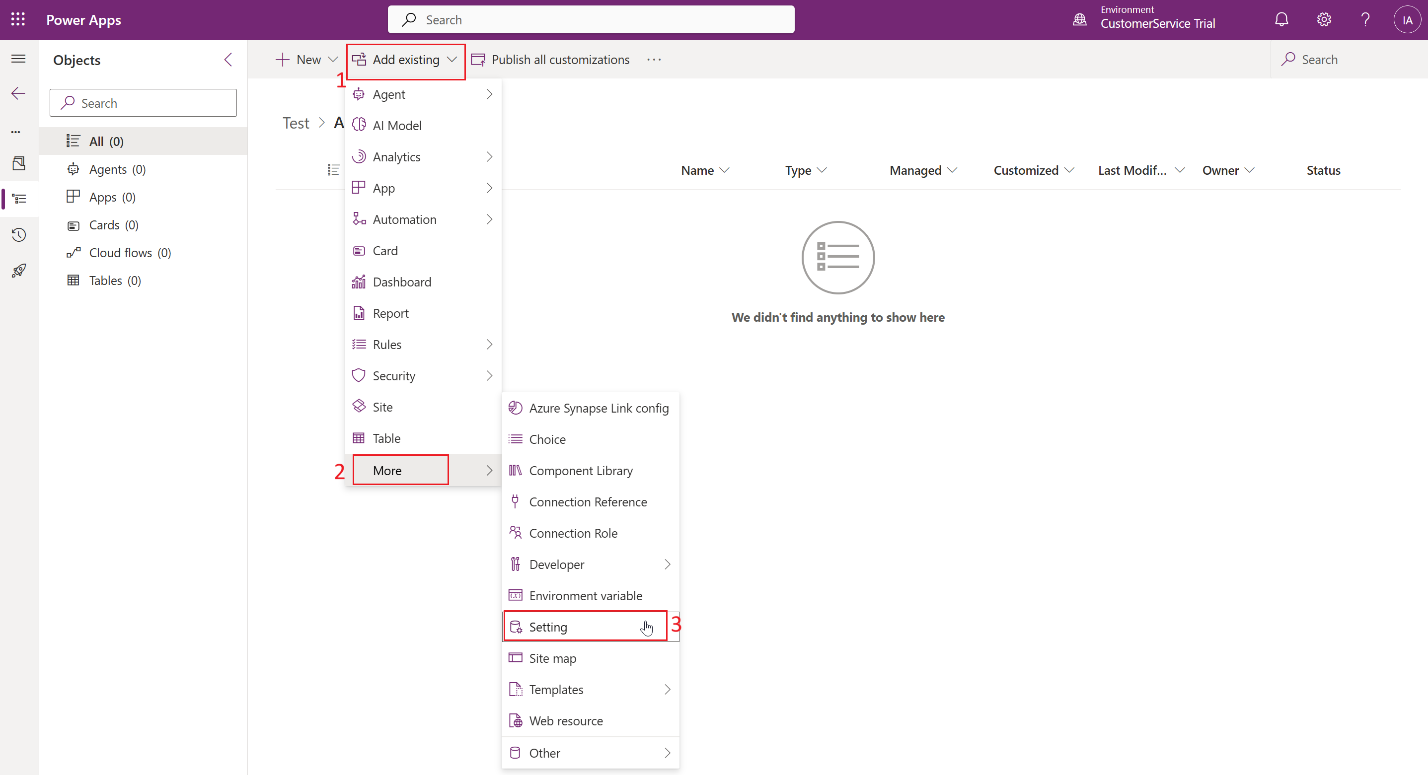 Power Apps
Search
Environment
CustomerService Trial
IA
Objects
Search
All (0)
Agents (0)
Apps (0)
Cards (0)
Cloud flows (0)
Tables (0)
New
Add existing
Publish all customizations
Search
1
Test > A
Agent
AI Model
Analytics
App
Automation
Card
Dashboard
Report
Rules
Security
Site
Table
2 More
Name
Type
Managed
Customized
Last Modif...
Owner
Status
We didn't find anything to show here
Azure Synapse Link config
Choice
Component Library
Connection Reference
Connection Role
Developer
Environment variable
Setting 3
Site map
Templates
Web resource
Other